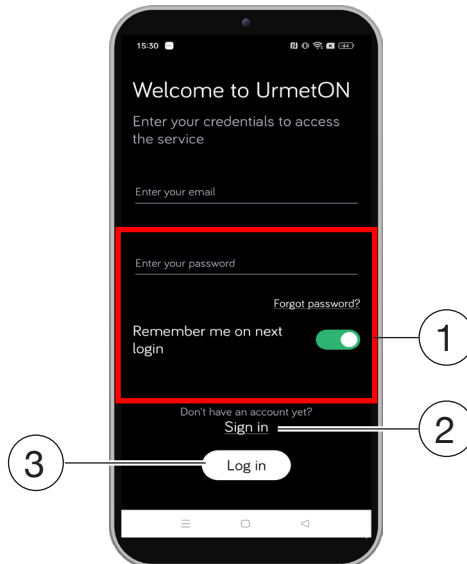 15:30
44
Welcome to UrmetON
Enter your credentials to access
the service
Enter your email
Enter your password
Forgot password?
Remember me on next
login
1
Don't have an account yet?
Sign in
2
3
Log in